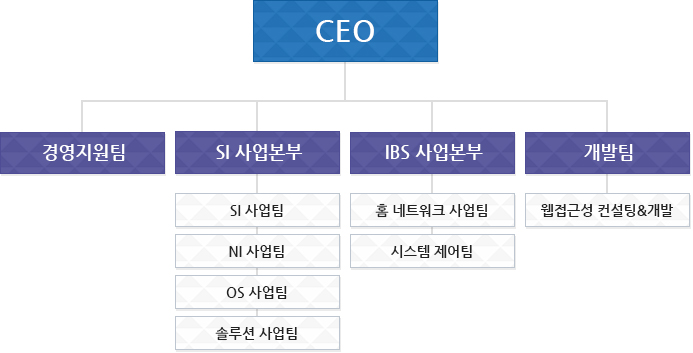 CEO
경영지원팀
SI 사업본부
IBS 사업본부
개발팀
SI 사업팀
홈 네트워크 사업팀
웹접근성 컨설팅&개발
NI 사업팀
시스템 제어팀
OS 사업팀
솔루션 사업팀